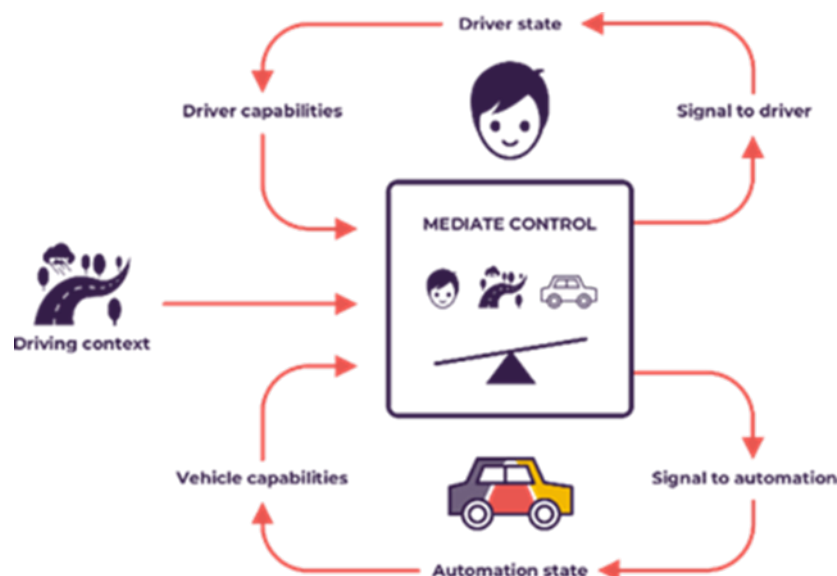 Driver state
Driver capabilities
Signal to driver
MEDIATE CONTROL
Driving context
Vehicle capabilities
Signal to automation
Automation state